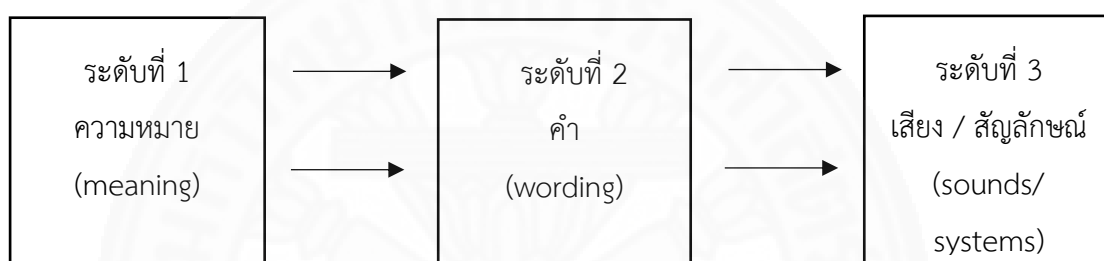 ระดับที่ 1
ความหมาย
(meaning)
ระดับที่ 2
คำ
(wording)
ระดับที่ 3
เสียง / สัญลักษณ์
(sounds/
systems)